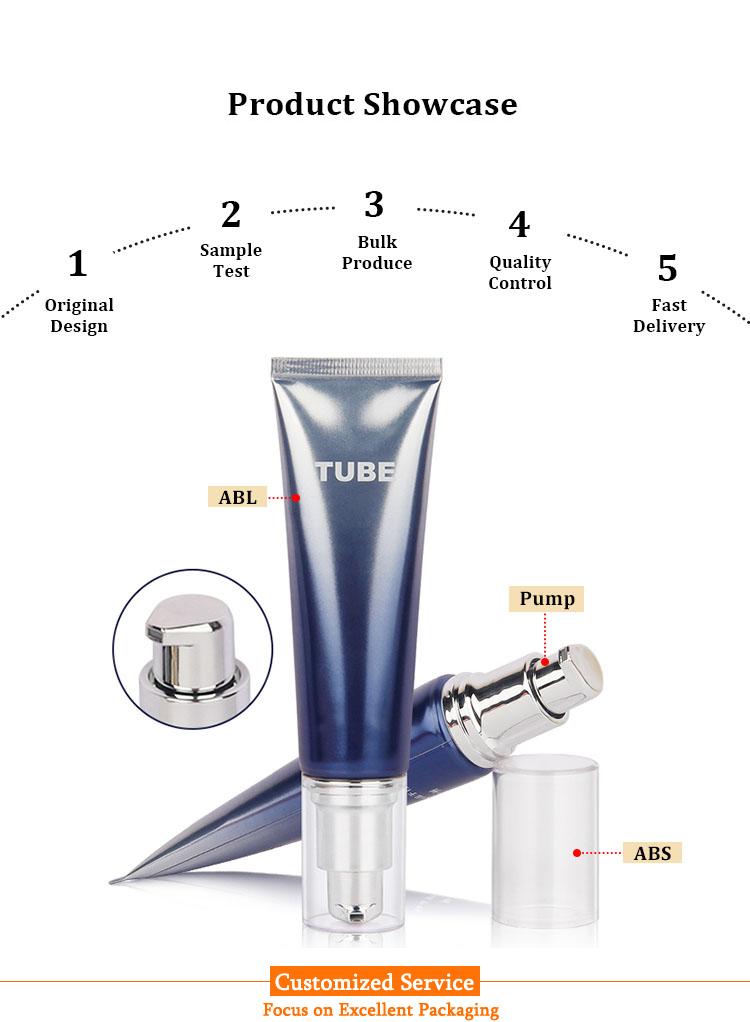 Product Showcase
1
Original
Design
2
Sample
Test
3
Bulk
Produce
4
Quality
Control
5
Fast
Delivery
TUBE
ABL
Pump
ABS
Customized Service
Focus on Excellent Packaging